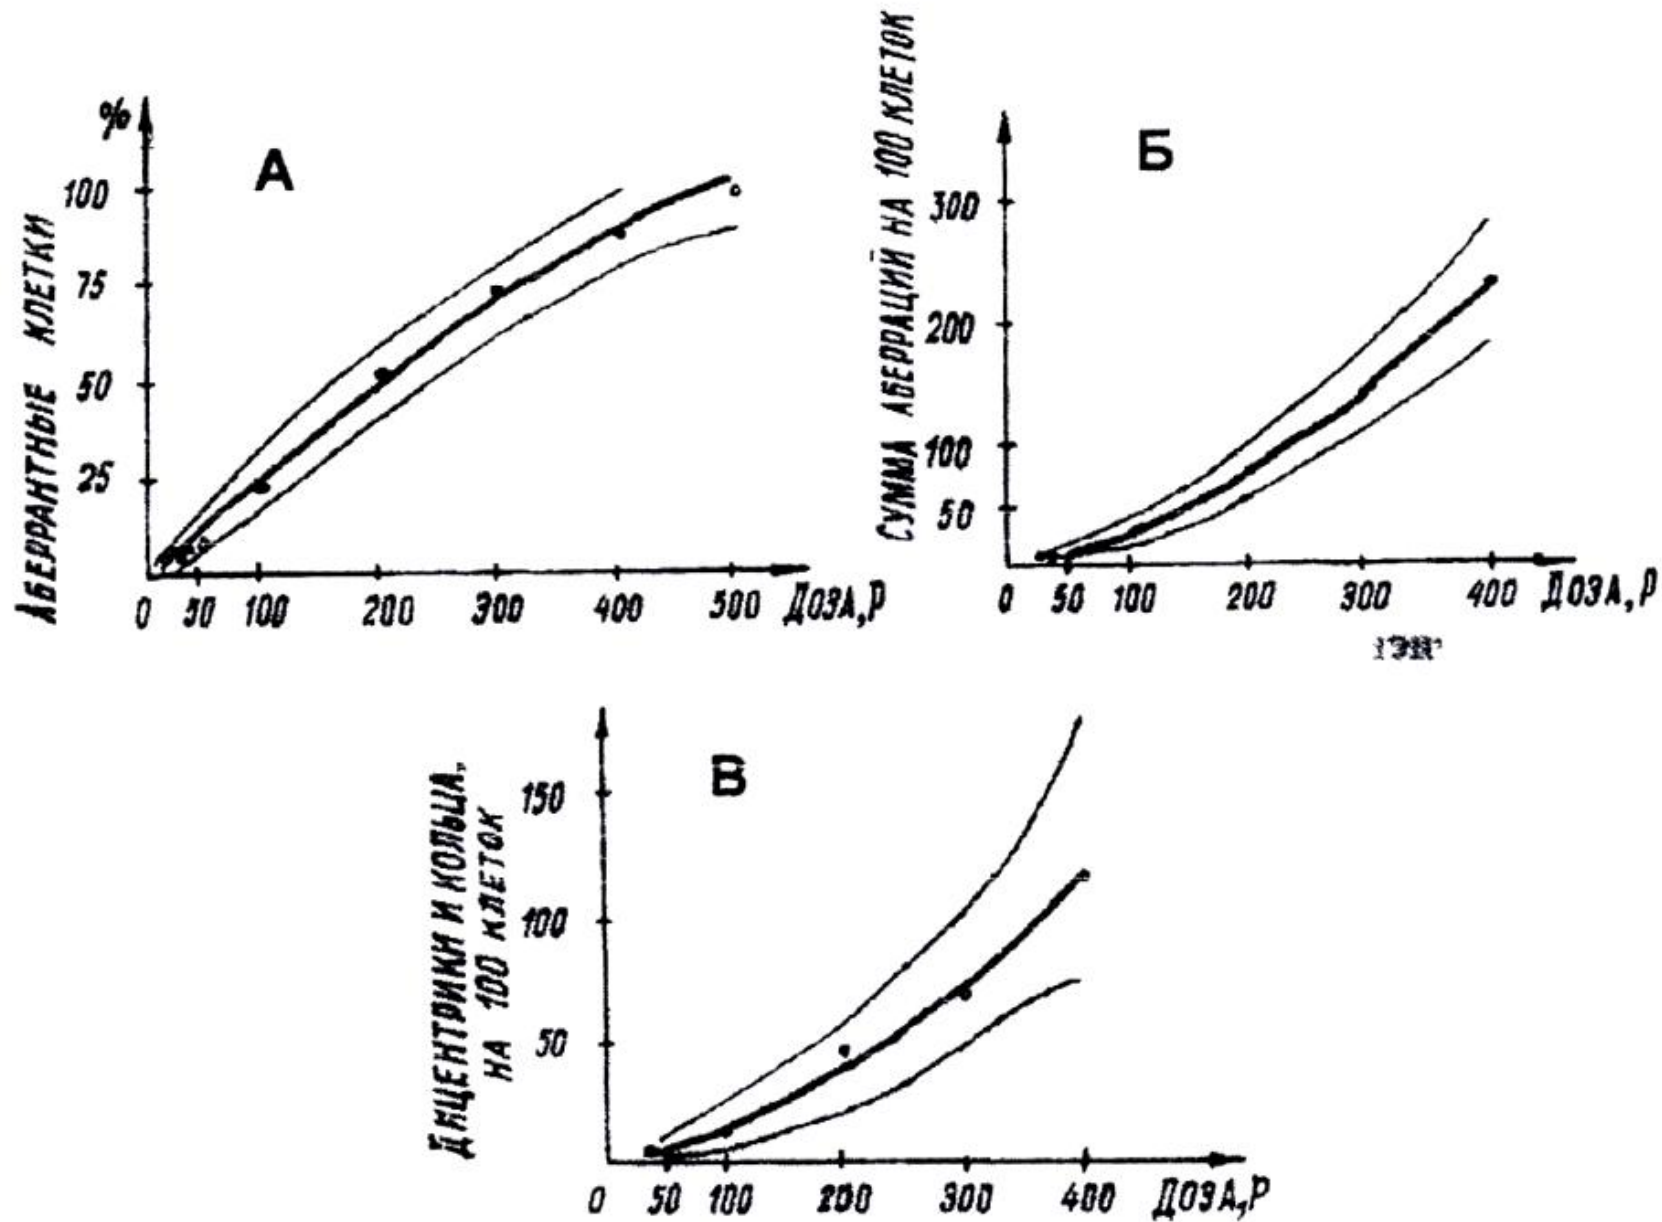 %
А
АБЕРРАНТНЫЕ КЛЕТКИ
100
75
50
25
0 50 100 200 300 400 500 ДОЗА, Р
Б
СУММА АБЕРРАЦИЙ НА 100 КЛЕТОК
300
200
100
50
0 50 100 200 300 400 ДОЗА, Р
В
ДИЦЕНТРИКИ И КОЛЬЦА,
НА 100 КЛЕТОК
150
100
50
0 50 100 200 300 400 ДОЗА, Р